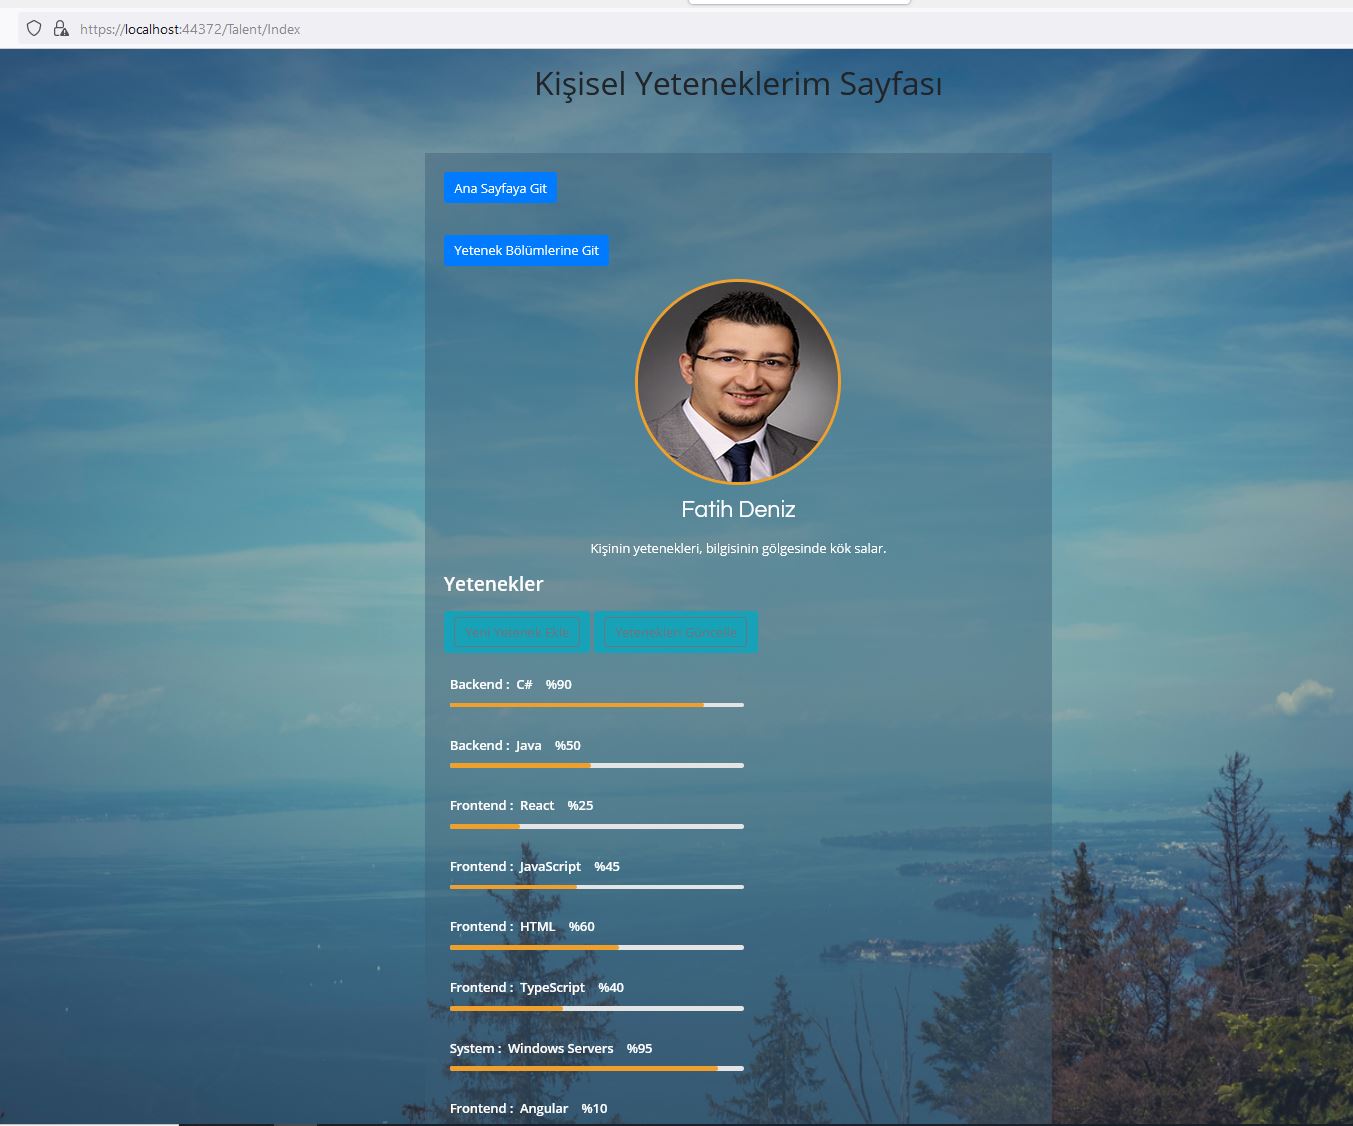 https://localhost:44372/Talent/Index
Kişisel Yeteneklerim Sayfası
Ana Sayfaya Git
Yetenek Bölümlerine Git
Fatih Deniz
Kişinin yetenekleri, bilgisinin gölgesinde kök salar.
Yetenekler
Yeni Yetenek Ekle Yetenekleri Güncelle
Backend : C# %90
Backend : Java %50
Frontend : React %25
Frontend : JavaScript %45
Frontend : HTML %60
Frontend : TypeScript %40
System : Windows Servers %95
Frontend : Angular %10